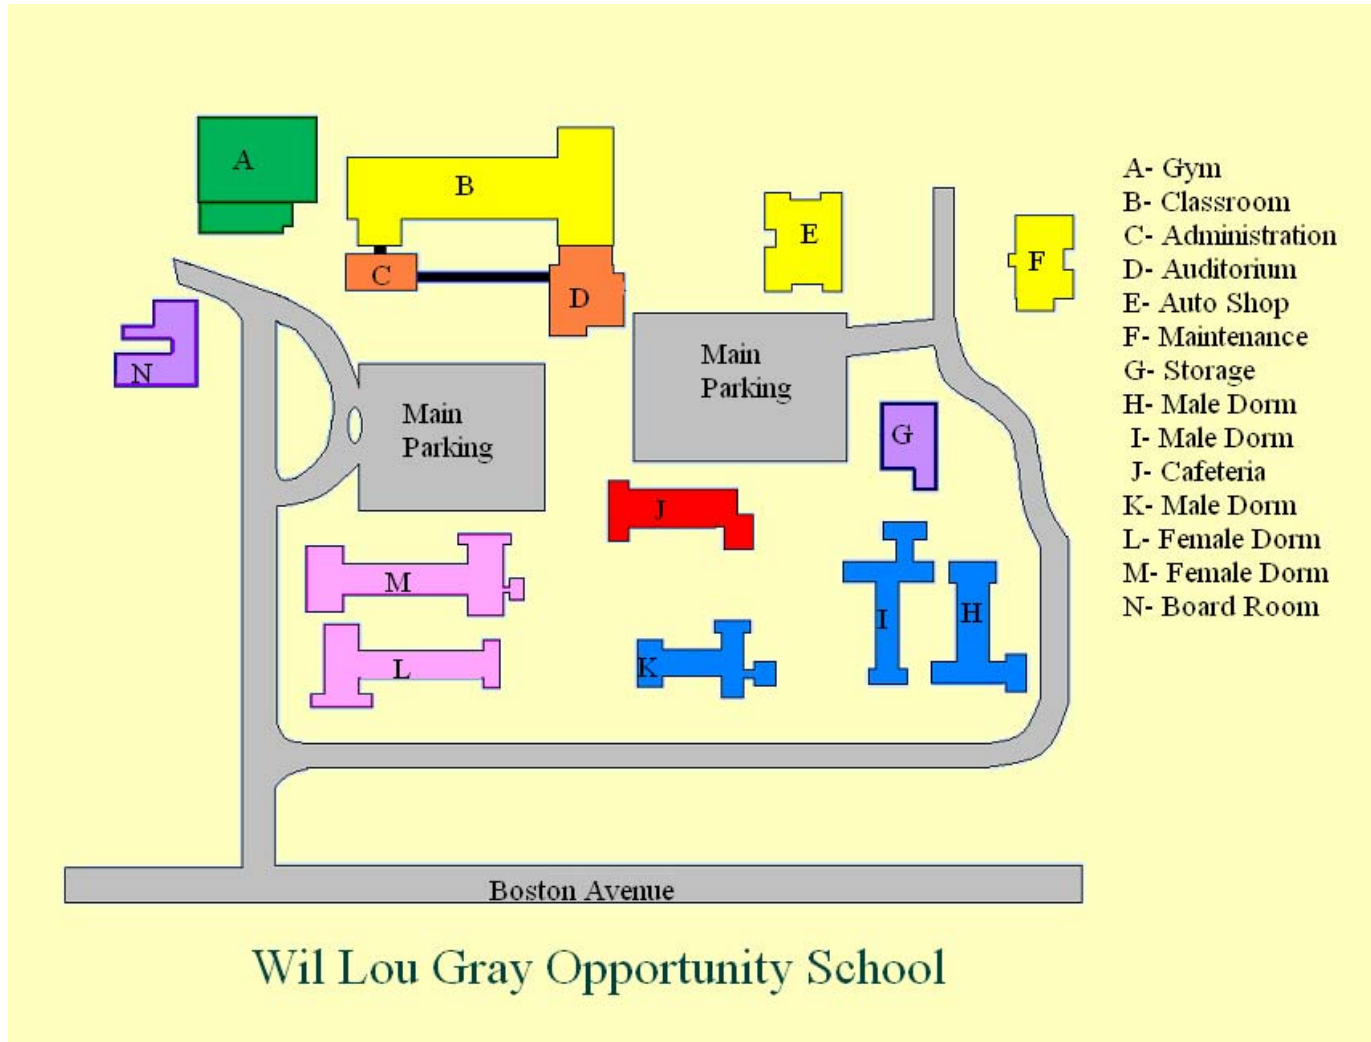 A
B
C
D
E
F
N
Main
Parking
Main
Parking
G
J
M
L
K
I
H
A- Gym
B- Classroom
C- Administration
D- Auditorium
E- Auto Shop
F- Maintenance
G- Storage
H- Male Dorm
I- Male Dorm
J- Cafeteria
K- Male Dorm
L- Female Dorm
M- Female Dorm
N- Board Room
Boston Avenue
Wil Lou Gray Opportunity School